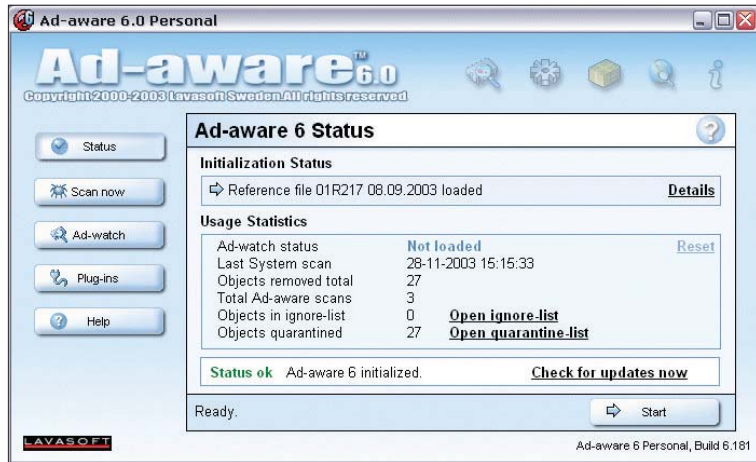 Ad-aware 6.0 Personal
Ad-aware 6.0 TM
Copyright 2000-2003 Lavasoft Sweden. All rights reserved
Status
Scan now
Ad-watch
Plug-ins
Help
Ad-aware 6 Status
Initialization Status
Reference file 01R217 08.09.2003 loaded Details
Usage Statistics
Ad-watch status Not loaded Reset
Last System scan 28-11-2003 15:15:33
Objects removed total 27
Total Ad-aware scans 3
Objects in ignore-list 0 Open ignore-list
Objects quarantined 27 Open quarantine-list
Status ok Ad-aware 6 initialized. Check for updates now
Ready. Start
LAVASOFT
Ad-aware 6 Personal, Build 6.181